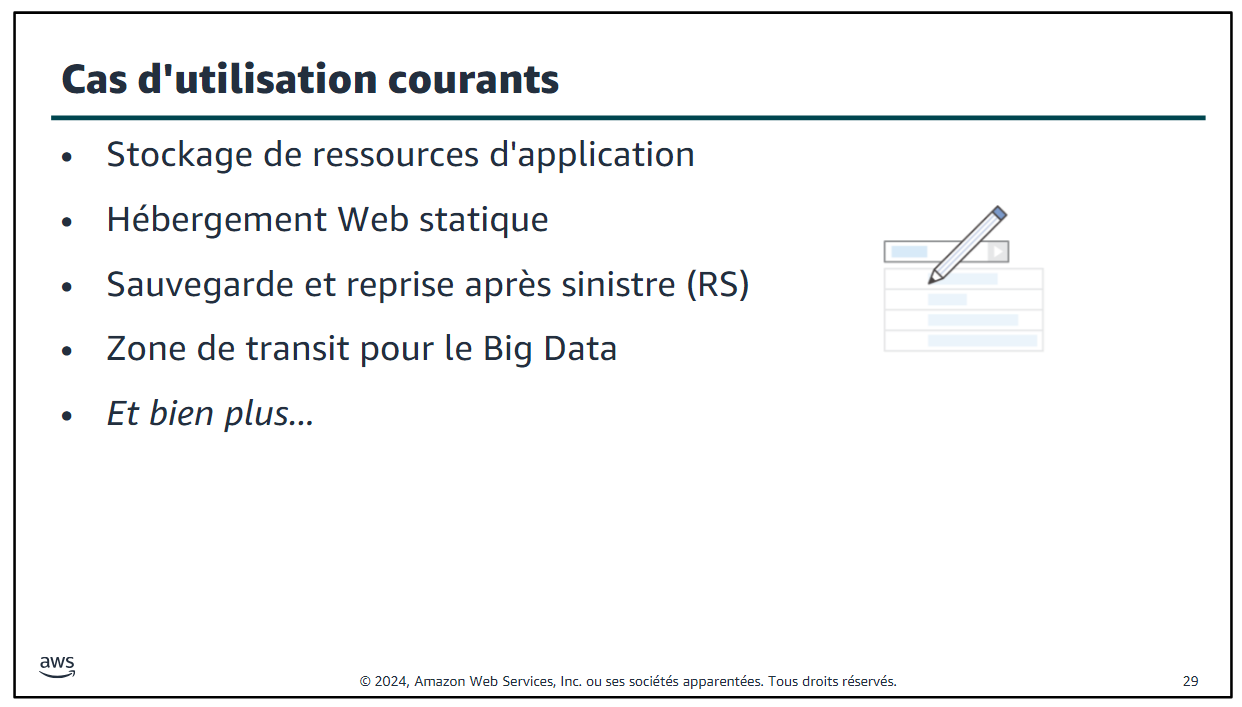 Cas d'utilisation courants
• Stockage de ressources d'application
• Hébergement Web statique
• Sauvegarde et reprise après sinistre (RS)
• Zone de transit pour le Big Data
• Et bien plus...
aws
© 2024, Amazon Web Services, Inc. ou ses sociétés apparentées. Tous droits réservés.
29